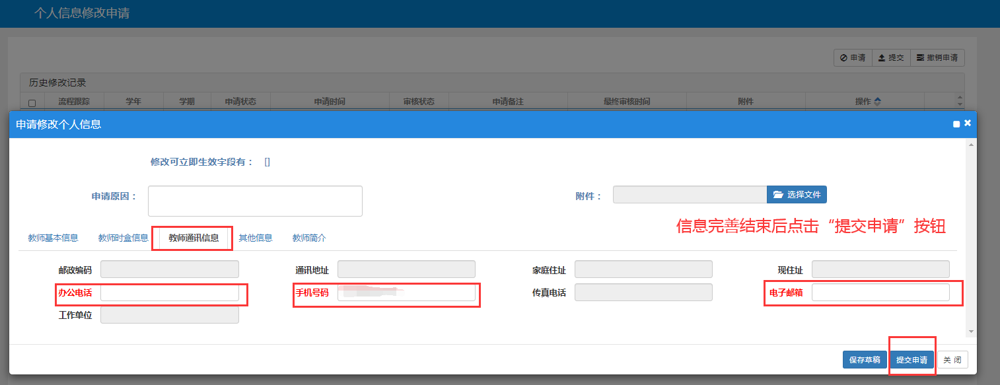 个人信息修改申请
申请 提交 撤销申请
历史修改记录
流程跟踪 学年 学期 申请状态 申请时间 审核状态 申请备注 最终审核时间 附件 操作
申请修改个人信息
修改可立即生效字段有： []
申请原因： 附件： 选择文件
信息完善结束后点击“提交申请”按钮
教师基本信息 教师时盒信息 教师通讯信息 其他信息 教师简介
邮政编码 通讯地址 家庭住址 现住址
办公电话 手机号码 传真电话 电子邮箱
工作单位
保存草稿 提交申请 关 闭